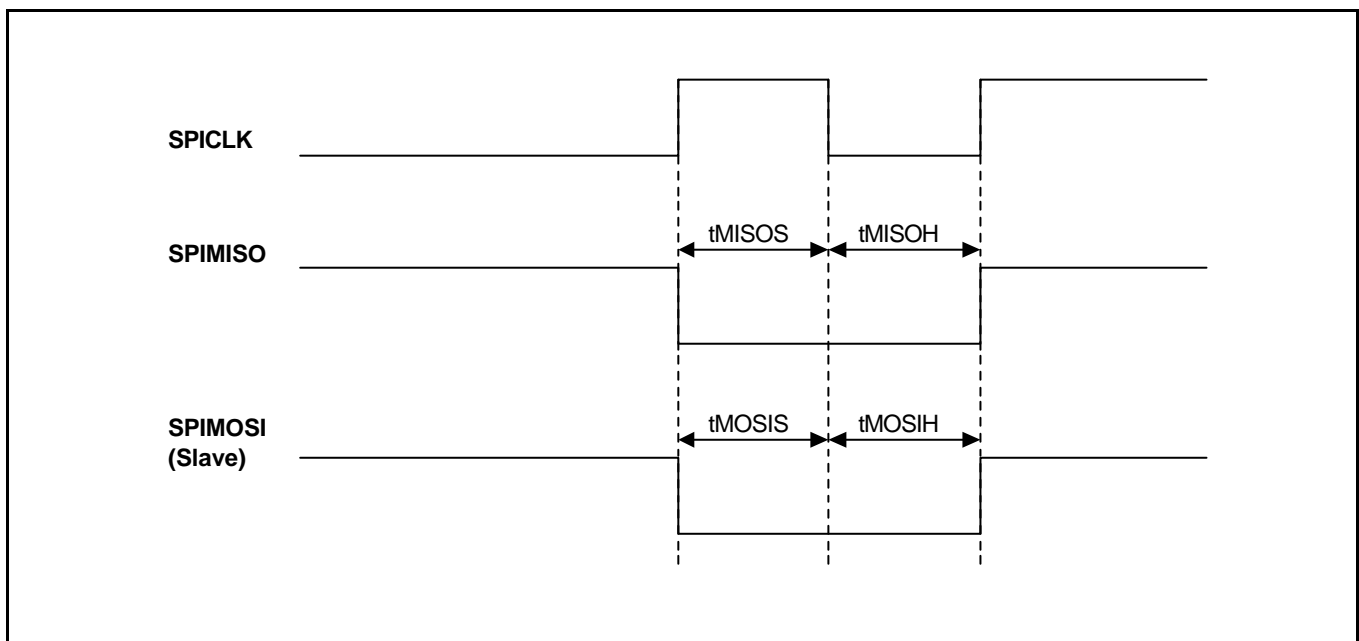 SPICLK
tMISOS
tMISOH
SPIMISO
tMOSIS
tMOSIH
SPIMOSI
(Slave)